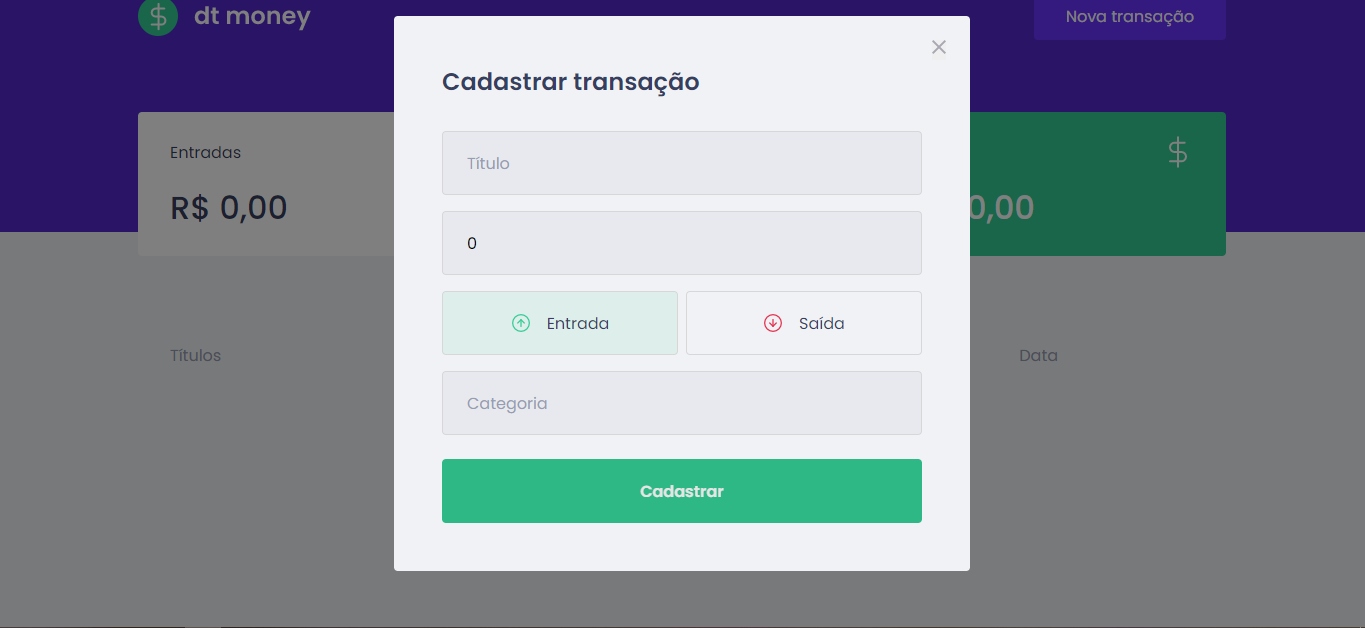 dt money
Nova transação
Cadastrar transação
Entradas
R$ 0,00
0,00
Título
0
Entrada
Saída
Títulos
Data
Categoria
Cadastrar